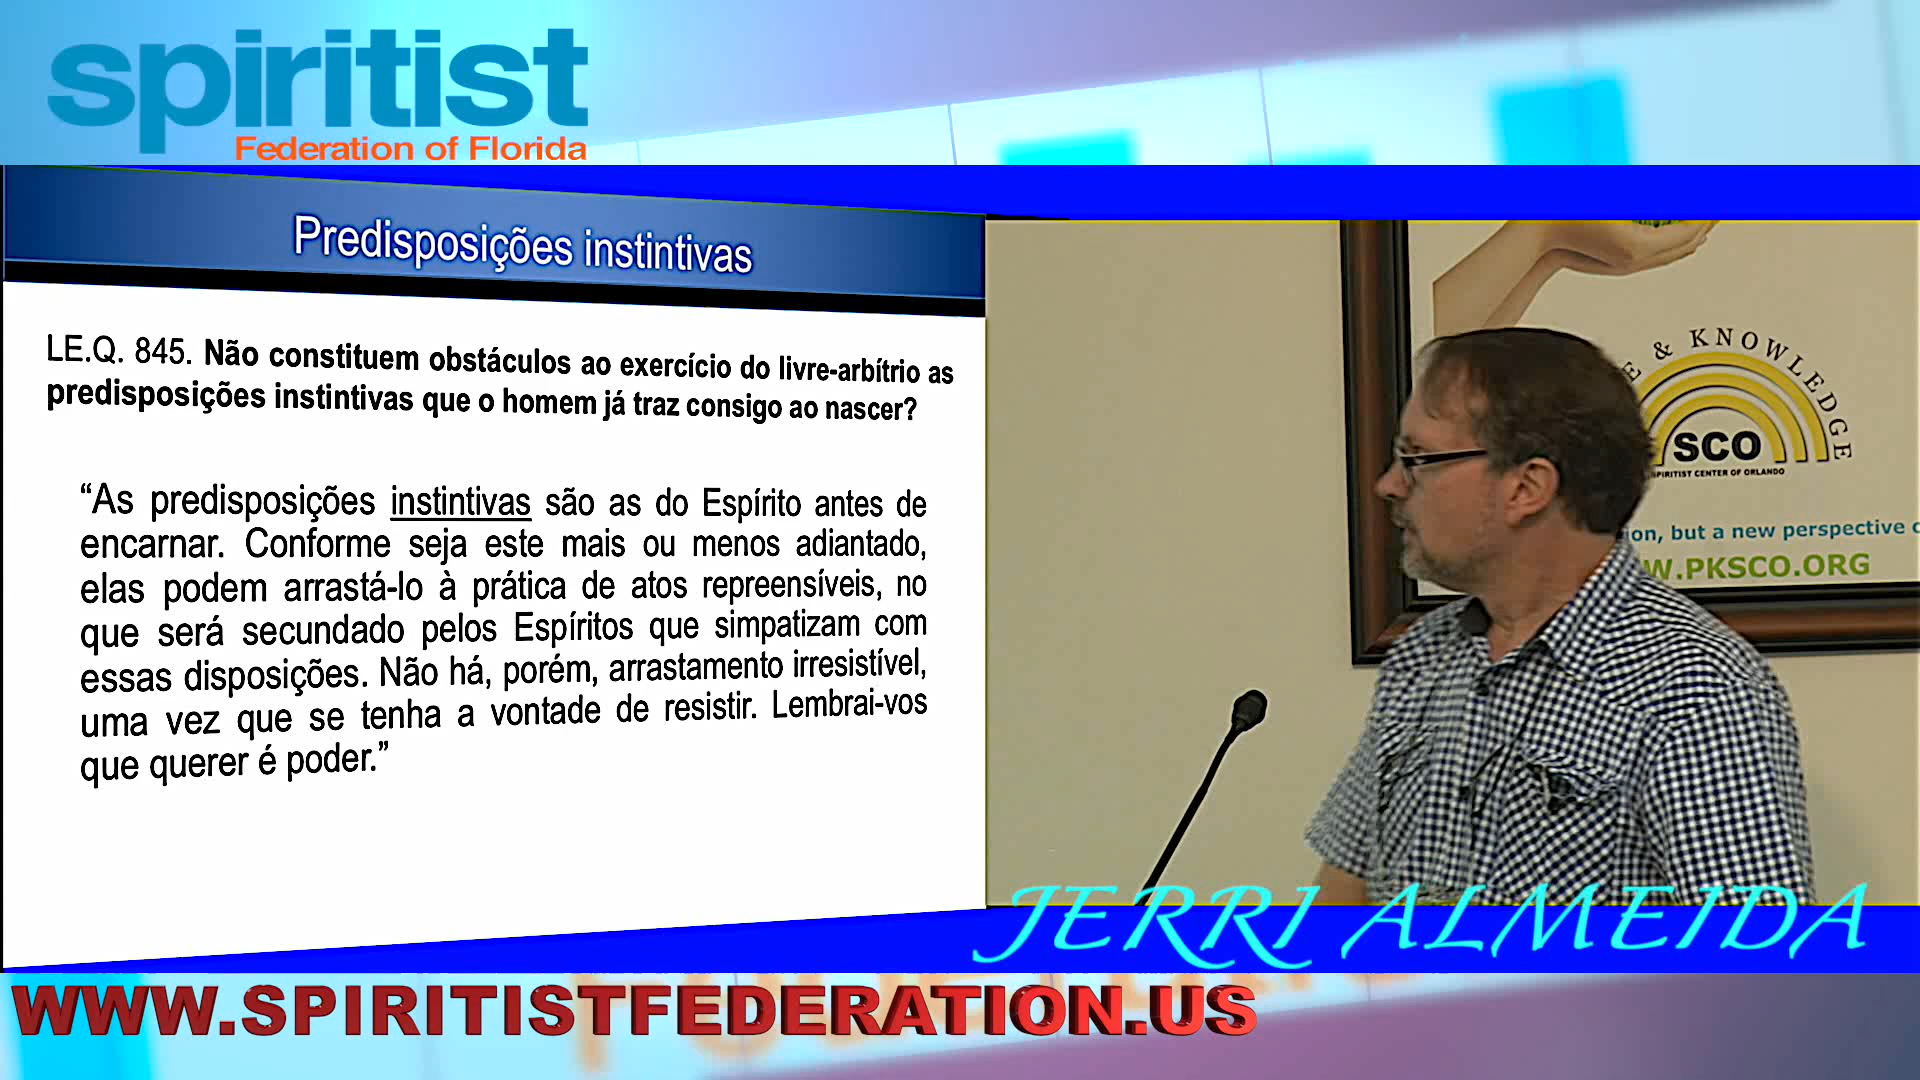 spiritist
Federation of Florida
Predisposições instintivas
LE.Q. 845. Não constituem obstáculos ao exercício do livre-arbítrio as
predisposições instintivas que o homem já traz consigo ao nascer?
“As predisposições instintivas são as do Espírito antes de
encarnar. Conforme seja este mais ou menos adiantado,
elas podem arrastá-lo à prática de atos repreensíveis, no
que será secundado pelos Espíritos que simpatizam com
essas disposições. Não há, porém, arrastamento irresistível,
uma vez que se tenha a vontade de resistir. Lembrai-vos
que querer é poder.”
& KNOWLEDGE
SCO
SPIRITIST CENTER OF ORLANDO
but a new perspective
.PKSCO.ORG
JERRI ALMEIDA
WWW.SPIRITISTFEDERATION.US